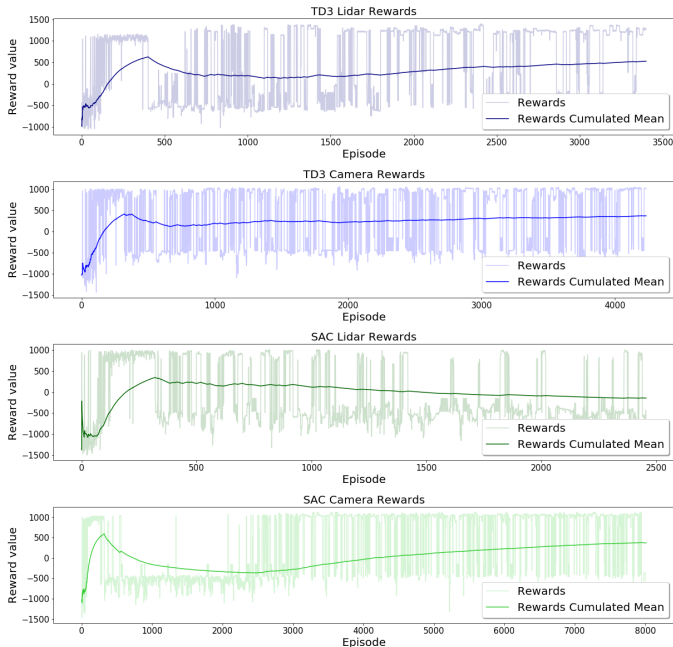 TD3 Lidar Rewards
Reward value
1500
1000
500
0
−500
−1000
Rewards
Rewards Cumulated Mean
0
500
1000
1500
2000
2500
3000
3500
Episode
TD3 Camera Rewards
Reward value
1000
500
0
−500
−1000
−1500
Rewards
Rewards Cumulated Mean
0
1000
2000
3000
4000
Episode
SAC Lidar Rewards
Reward value
1000
500
0
−500
−1000
−1500
Rewards
Rewards Cumulated Mean
0
500
1000
1500
2000
2500
Episode
SAC Camera Rewards
Reward value
1000
500
0
−500
−1000
−1500
Rewards
Rewards Cumulated Mean
0
1000
2000
3000
4000
5000
6000
7000
8000
Episode